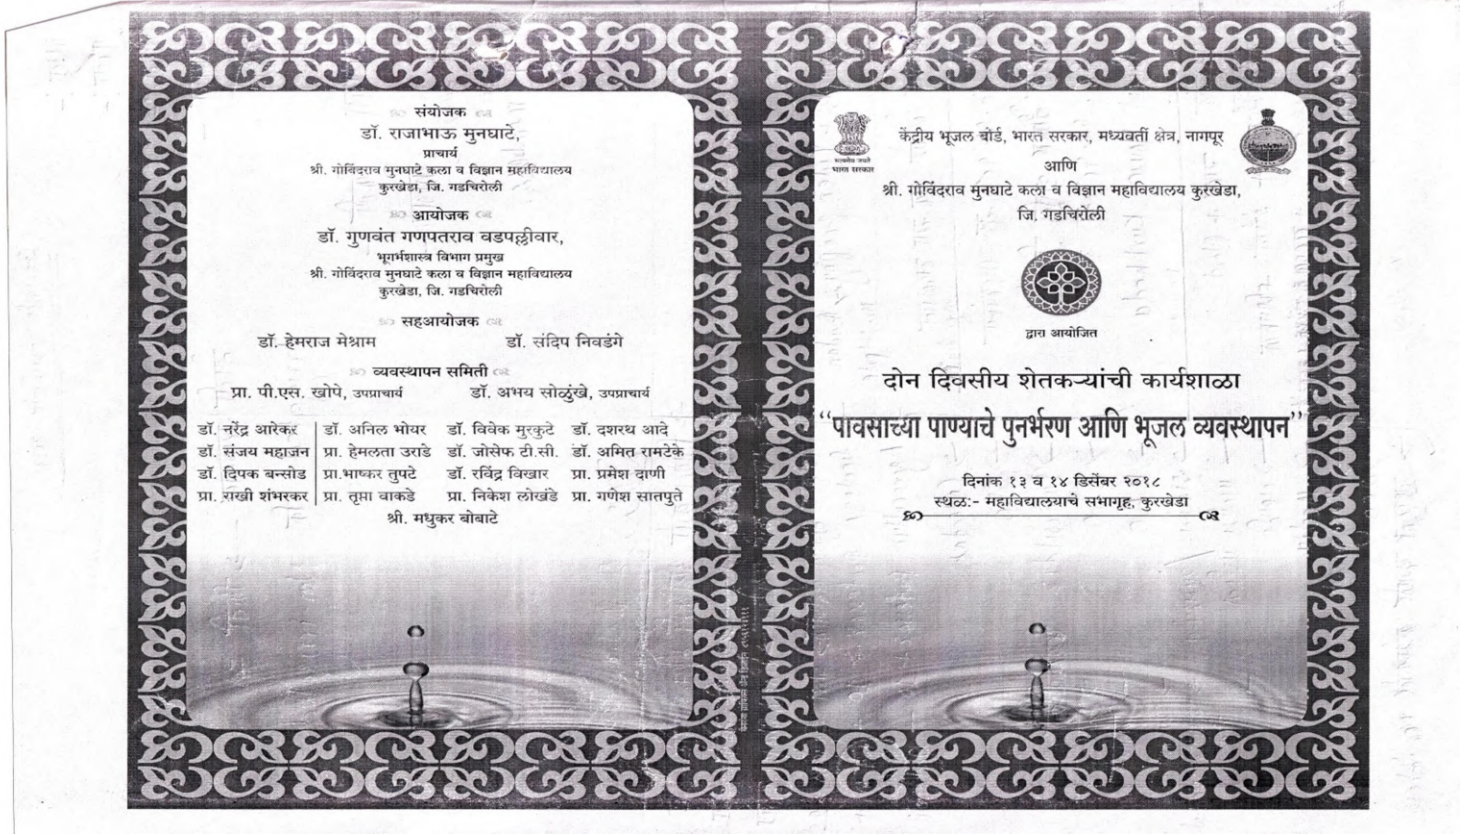 संयोजक
डॉ. राजाभाऊ मुनघाटे,
प्राचार्य
श्री. गोविंदराव मुनघाटे कला व विज्ञान महाविद्यालय
कुरखेडा, जि. गडचिरोली
आयोजक
डॉ. गुणवंत गणपतराव वडपल्लीवार,
भूगर्भशास्त्र विभाग प्रमुख
श्री. गोविंदराव मुनघाटे कला व विज्ञान महाविद्यालय
कुरखेडा, जि. गडचिरोली
सहआयोजक
डॉ. हेमराज मेश्राम डॉ. संदिप निवडंगे
व्यवस्थापन समिती
प्रा. पी.एस. खोपे, उपप्राचार्य डॉ. अभय सोळुंखे, उपप्राचार्य
डॉ. नरेंद्र आरेकर डॉ. अनिल भोयर डॉ. विवेक मुरकुटे डॉ. दशरथ आदे
डॉ. संजय महाजन प्रा. हेमलता उराडे डॉ. जोसेफ टी.सी. डॉ. अमित रामटेके
डॉ. दिपक बन्सोड प्रा.भाष्कर तुपटे डॉ. रविंद्र विखार प्रा. प्रमेश दाणी
प्रा. राखी शंभरकर प्रा. तृप्ता वाकडे प्रा. निकेश लोखंडे प्रा. गणेश सातपुते
श्री. मधुकर बोबाटे
केंद्रीय भूजल बोर्ड, भारत सरकार, मध्यवर्ती क्षेत्र, नागपूर
भारत सरकार
आणि
श्री. गोविंदराव मुनघाटे कला व विज्ञान महाविद्यालय कुरखेडा,
जि. गडचिरोली
द्वारा आयोजित
दोन दिवसीय शेतकऱ्यांची कार्यशाळा
“पावसाच्या पाण्याचे पुनर्भरण आणि भूजल व्यवस्थापन”
दिनांक १३ व १४ डिसेंबर २०१८
स्थळ:- महाविद्यालयाचे सभागृह, कुरखेडा